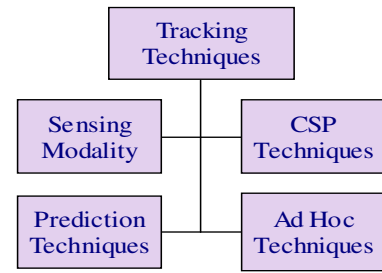 Tracking
Techniques
Sensing
Modality
CSP
Techniques
Prediction
Techniques
Ad Hoc
Techniques